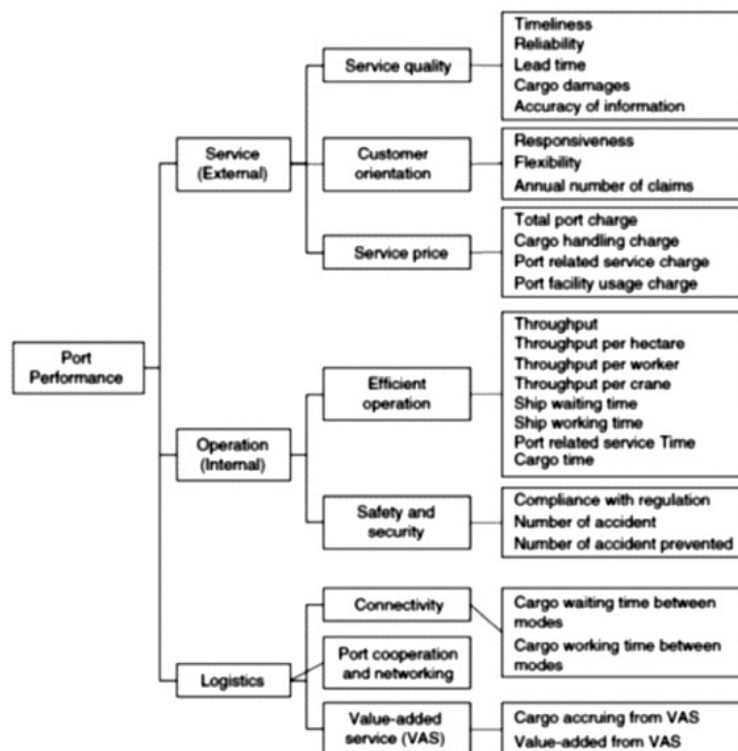 Port
Performance
Service
(External)
Service quality
Timeliness
Reliability
Lead time
Cargo damages
Accuracy of information
Customer
orientation
Responsiveness
Flexibility
Annual number of claims
Service price
Total port charge
Cargo handling charge
Port related service charge
Port facility usage charge
Operation
(Internal)
Efficient
operation
Throughput
Throughput per hectare
Throughput per worker
Throughput per crane
Ship waiting time
Ship working time
Port related service Time
Cargo time
Safety and
security
Compliance with regulation
Number of accident
Number of accident prevented
Logistics
Connectivity
Cargo waiting time between
modes
Cargo working time between
modes
Port cooperation
and networking
Value-added
service (VAS)
Cargo accruing from VAS
Value-added from VAS